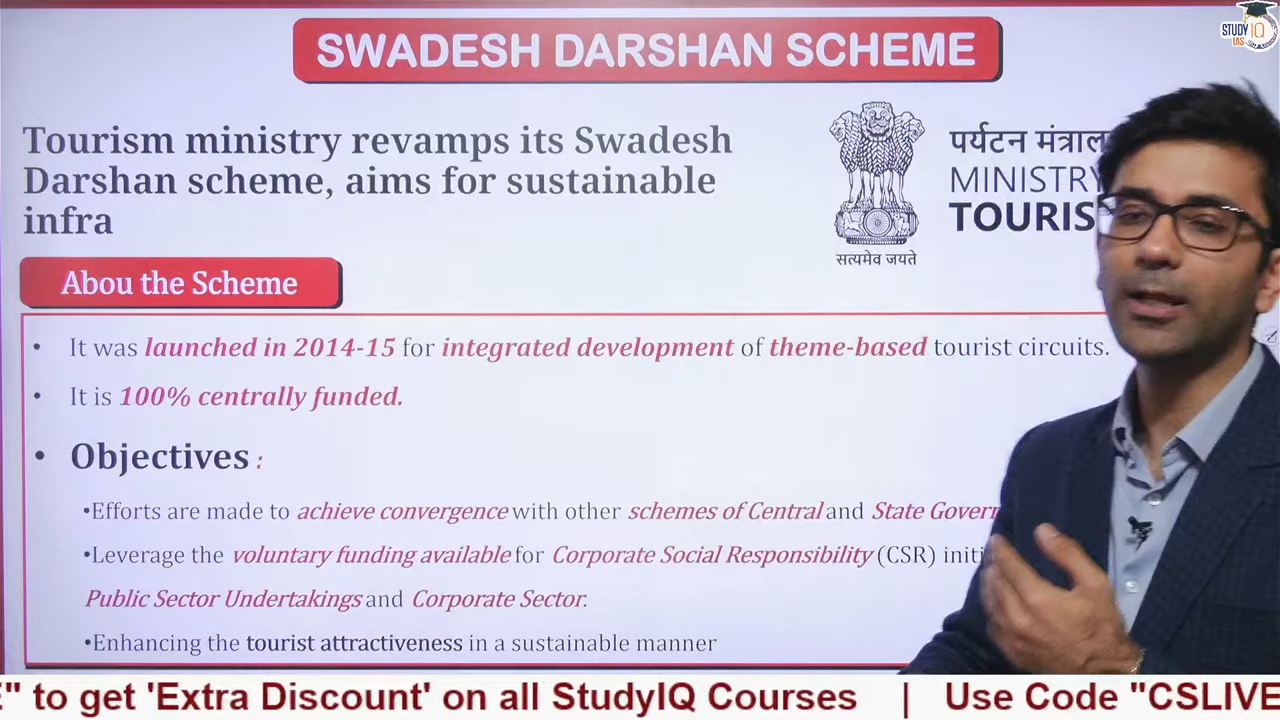 STUDY IQ
IAS
SWADESH DARSHAN SCHEME
Tourism ministry revamps its Swadesh
Darshan scheme, aims for sustainable
infra
पर्यटन
MINISTRY
सत्यमेव जयते
Abou the Scheme
• It was launched in 2014-15 for integrated development of theme-based tourist circuits.
• It is 100% centrally funded.
• Objectives :
•Efforts are made to achieve convergence with other schemes of Central and State
•Leverage the voluntary funding available for Corporate Social Responsibility (CSR)
Public Sector Undertakings and Corporate Sector.
•Enhancing the tourist attractiveness in a sustainable manner
" to get 'Extra Discount' on all StudyIQ Courses | Use Code "CSLIVE